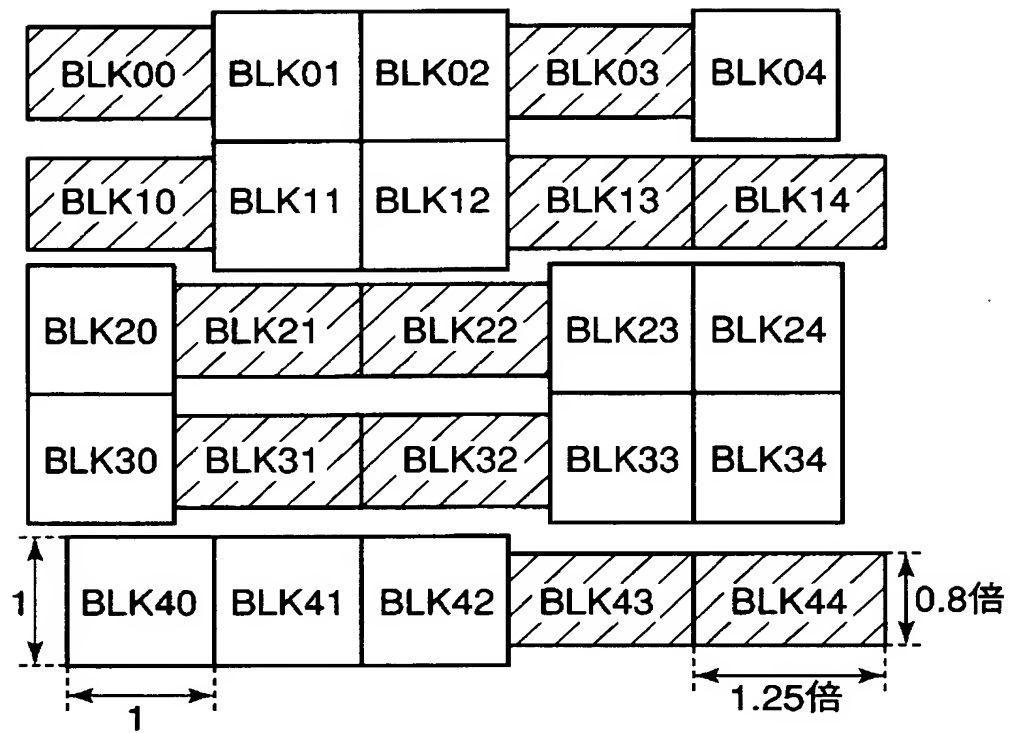 BLK00 BLK01 BLK02 BLK03 BLK04
BLK10 BLK11 BLK12 BLK13 BLK14
BLK20 BLK21 BLK22 BLK23 BLK24
BLK30 BLK31 BLK32 BLK33 BLK34
1 BLK40 BLK41 BLK42 BLK43 BLK44 0.8倍
1 1.25倍